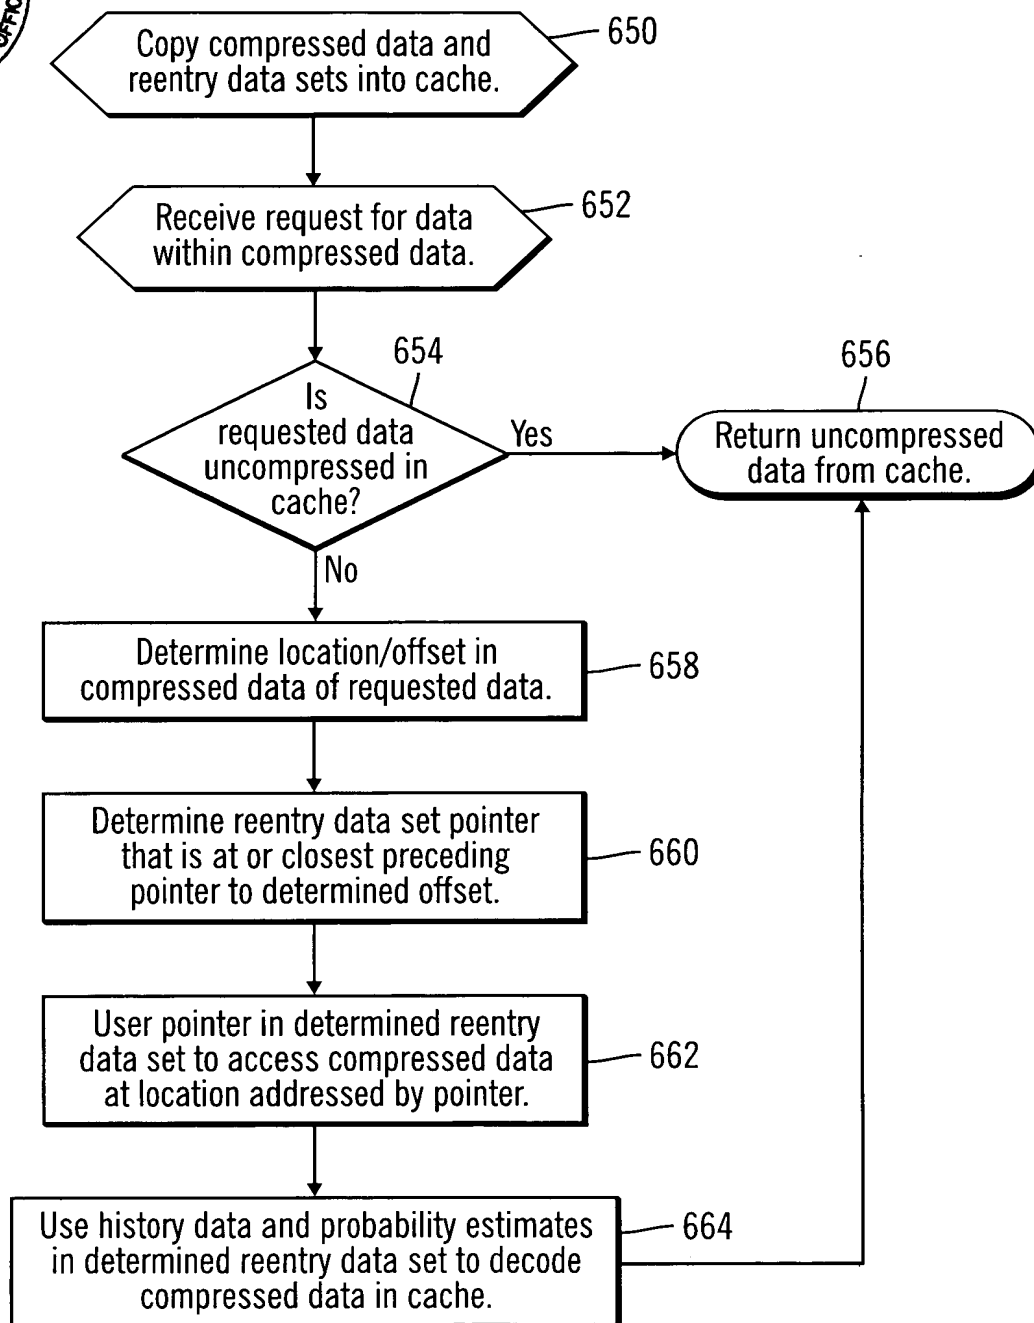 OFFIC
Copy compressed data and
reentry data sets into cache.
650
Receive request for data
within compressed data.
652
654
Is
requested data
uncompressed in
cache?
Yes
656
Return uncompressed
data from cache.
No
Determine location/offset in
compressed data of requested data.
658
Determine reentry data set pointer
that is at or closest preceding
pointer to determined offset.
660
User pointer in determined reentry
data set to access compressed data
at location addressed by pointer.
662
Use history data and probability estimates
in determined reentry data set to decode
compressed data in cache.
664